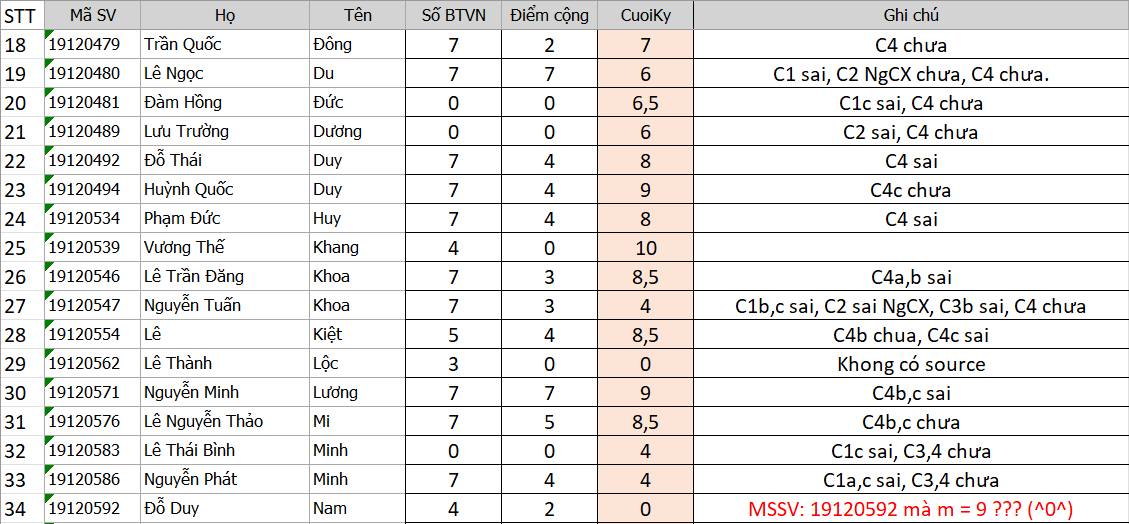 STT Mã SV Họ Tên Số BTVN Điểm cộng CuoiKy Ghi chú
18 19120479 Trần Quốc Đông 7 2 7 C4 chưa
19 19120480 Lê Ngọc Du 7 7 6 C1 sai, C2 NgCX chưa, C4 chưa.
20 19120481 Đàm Hồng Đức 0 0 6,5 C1c sai, C4 chưa
21 19120489 Lưu Trường Dương 0 0 6 C2 sai, C4 chưa
22 19120492 Đỗ Thái Duy 7 4 8 C4 sai
23 19120494 Huỳnh Quốc Duy 7 4 9 C4c chưa
24 19120534 Phạm Đức Huy 7 4 8 C4 sai
25 19120539 Vương Thế Khang 4 0 10
26 19120546 Lê Trần Đăng Khoa 7 3 8,5 C4a,b sai
27 19120547 Nguyễn Tuấn Khoa 7 3 4 C1b,c sai, C2 sai NgCX, C3b sai, C4 chưa
28 19120554 Lê Kiệt 5 4 8,5 C4b chua, C4c sai
29 19120562 Lê Thành Lộc 3 0 0 Khong có source
30 19120571 Nguyễn Minh Lương 7 7 9 C4b,c sai
31 19120576 Lê Nguyễn Thảo Mi 7 5 8,5 C4b,c chưa
32 19120583 Lê Thái Bình Minh 0 0 4 C1c sai, C3,4 chưa
33 19120586 Nguyễn Phát Minh 7 4 4 C1a,c sai, C3,4 chưa
34 19120592 Đỗ Duy Nam 4 2 0 MSSV: 19120592 mà m = 9 ??? (^0^)